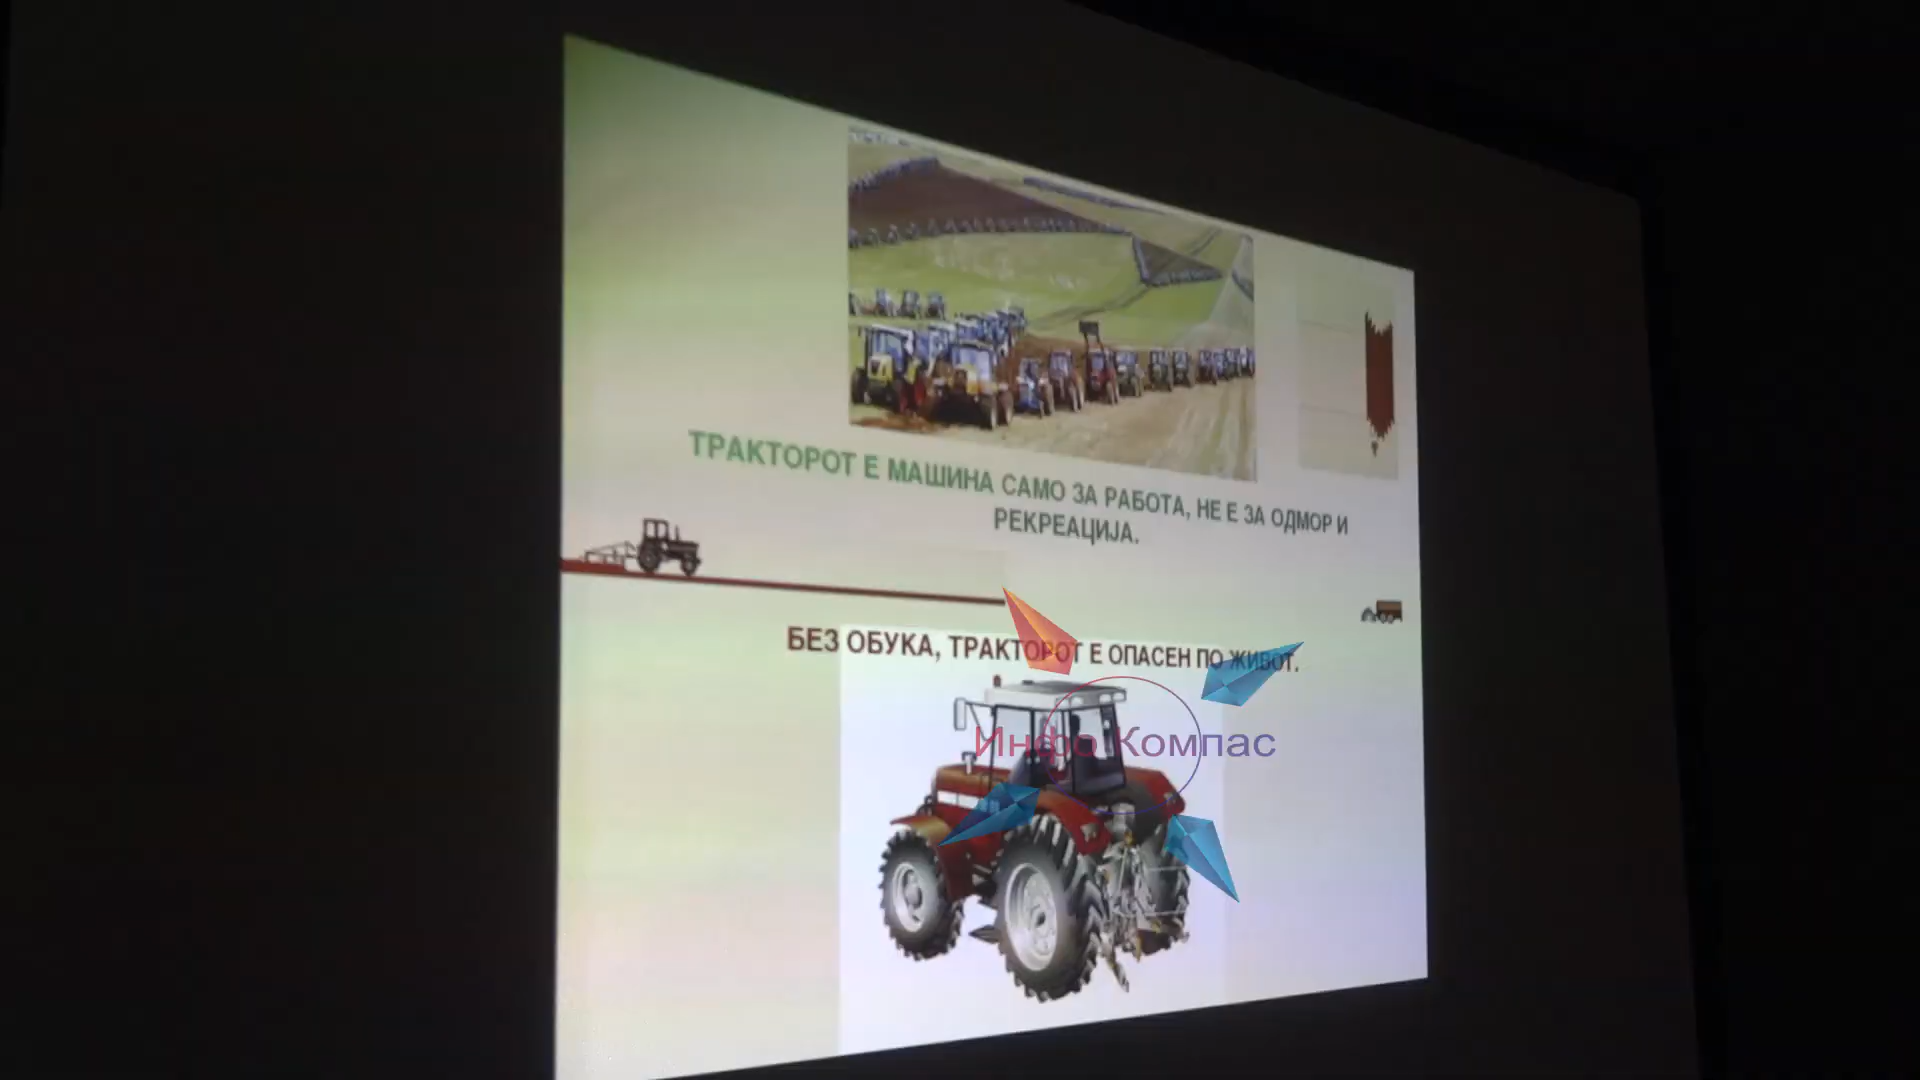 ТРАКТОРОТ Е МАШИНА САМО ЗА РАБОТА, НЕ Е ЗА ОДМОР И
РЕКРЕАЦИЈА.
БЕЗ ОБУКА, ТРАКТОРОТ Е ОПАСЕН ПО ЖИВОТ.
Инфо Компас